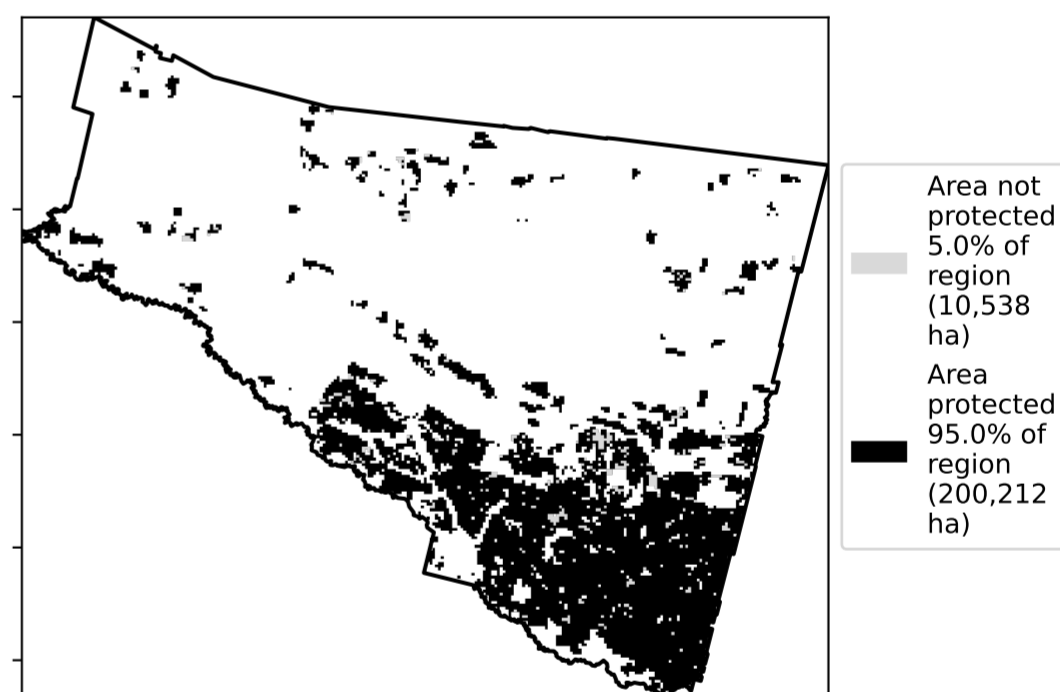 Area not
protected
5.0% of
region
(10,538
ha)
Area
protected
95.0% of
region
(200,212
ha)